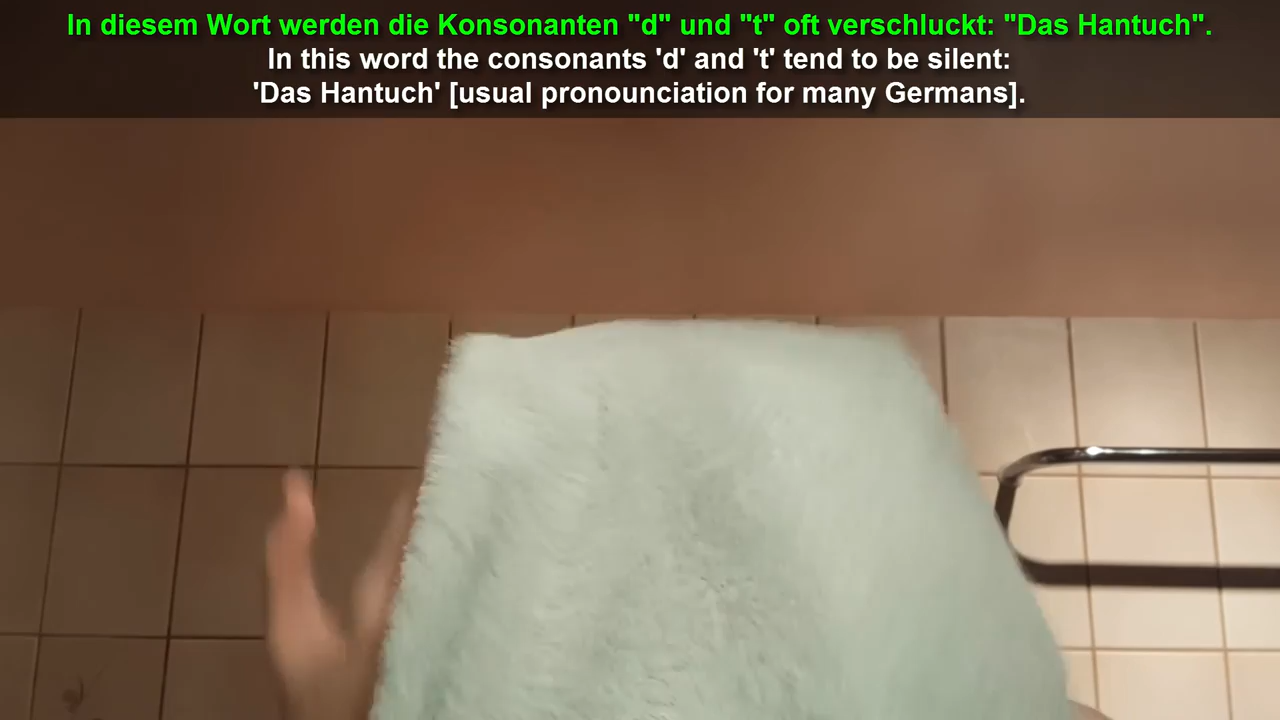 In diesem Wort werden die Konsonanten "d" und "t" oft verschluckt: "Das Hantuch".
In this word the consonants 'd' and 't' tend to be silent:
'Das Hantuch' [usual pronounciation for many Germans].